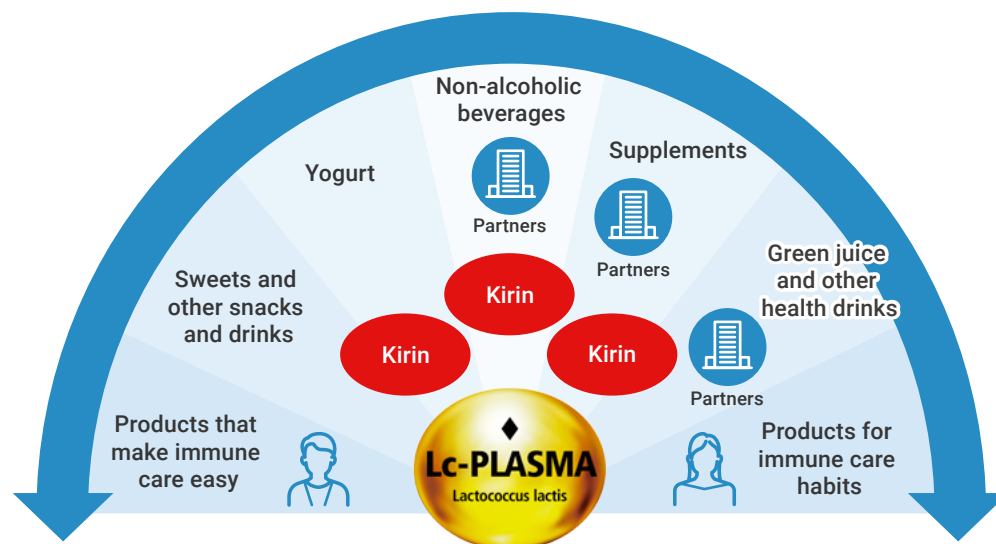 Non-alcoholic
beverages
Partners
Yogurt
Supplements
Partners
Sweets and
other snacks
and drinks
Green juice
and other
health drinks
Partners
Kirin
Kirin
Kirin
Products that
make immune
care easy
Lc-PLASMA
Lactococcus lactis
Products for
immune care
habits